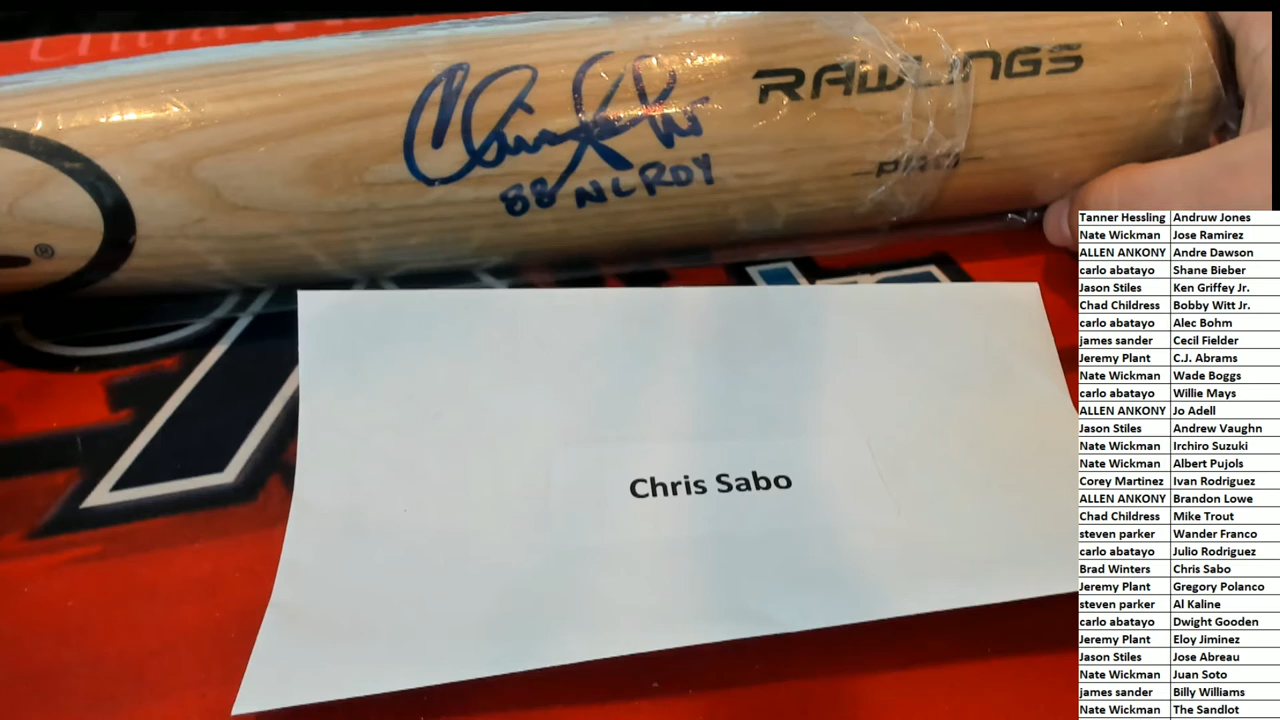 RAWLINGS
-PRO-
88 NL ROY
®
Chris Sabo
Tanner Hessling Andruw Jones
Nate Wickman Jose Ramirez
ALLEN ANKONY Andre Dawson
carlo abatayo Shane Bieber
Jason Stiles Ken Griffey Jr.
Chad Childress Bobby Witt Jr.
carlo abatayo Alec Bohm
james sander Cecil Fielder
Jeremy Plant C.J. Abrams
Nate Wickman Wade Boggs
carlo abatayo Willie Mays
ALLEN ANKONY Jo Adell
Jason Stiles Andrew Vaughn
Nate Wickman Irchiro Suzuki
Nate Wickman Albert Pujols
Corey Martinez Ivan Rodriguez
ALLEN ANKONY Brandon Lowe
Chad Childress Mike Trout
steven parker Wander Franco
carlo abatayo Julio Rodriguez
Brad Winters Chris Sabo
Jeremy Plant Gregory Polanco
steven parker Al Kaline
carlo abatayo Dwight Gooden
Jeremy Plant Eloy Jiminez
Jason Stiles Jose Abreau
Nate Wickman Juan Soto
james sander Billy Williams
Nate Wickman The Sandlot